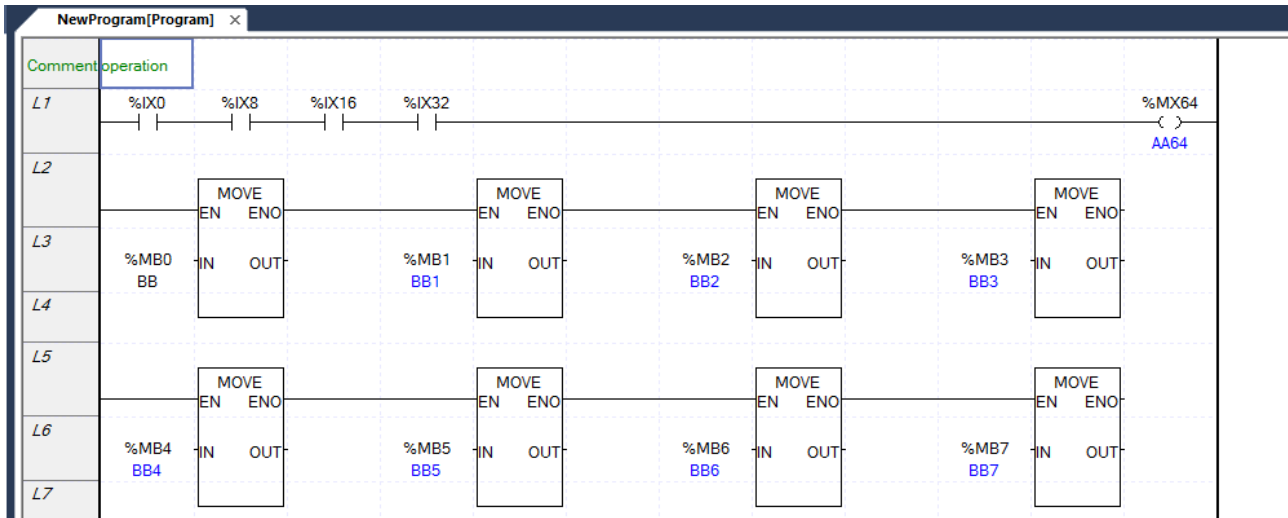 NewProgram[Program] ×
Comment operation
L1 %IX0 %IX8 %IX16 %IX32 %MX64
AA64
L2
MOVE MOVE MOVE MOVE
EN ENO EN ENO EN ENO EN ENO
L3
%MB0 IN OUT %MB1 IN OUT %MB2 IN OUT %MB3 IN OUT
BB BB1 BB2 BB3
L4
L5
MOVE MOVE MOVE MOVE
EN ENO EN ENO EN ENO EN ENO
L6
%MB4 IN OUT %MB5 IN OUT %MB6 IN OUT %MB7 IN OUT
BB4 BB5 BB6 BB7
L7